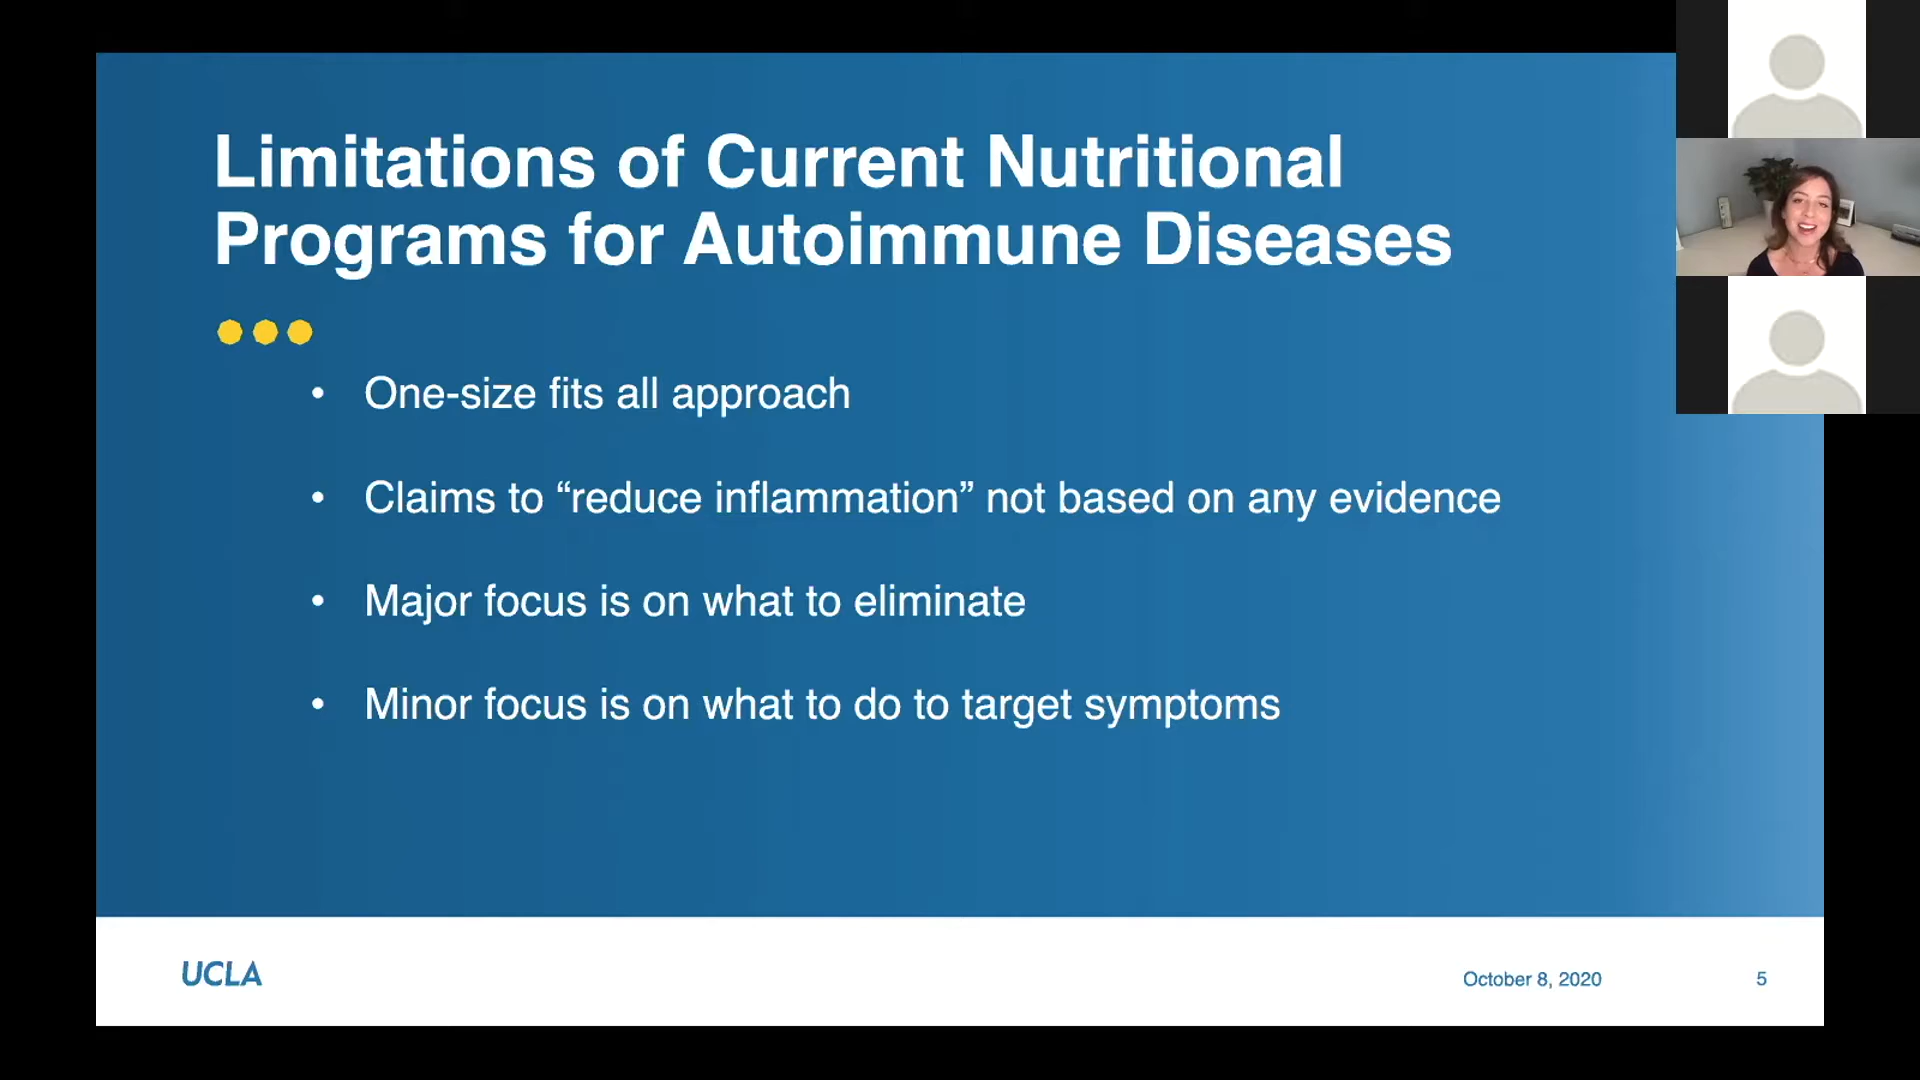 Limitations of Current Nutritional
Programs for Autoimmune Diseases
• One-size fits all approach
• Claims to “reduce inflammation” not based on any evidence
• Major focus is on what to eliminate
• Minor focus is on what to do to target symptoms
UCLA
October 8, 2020
5